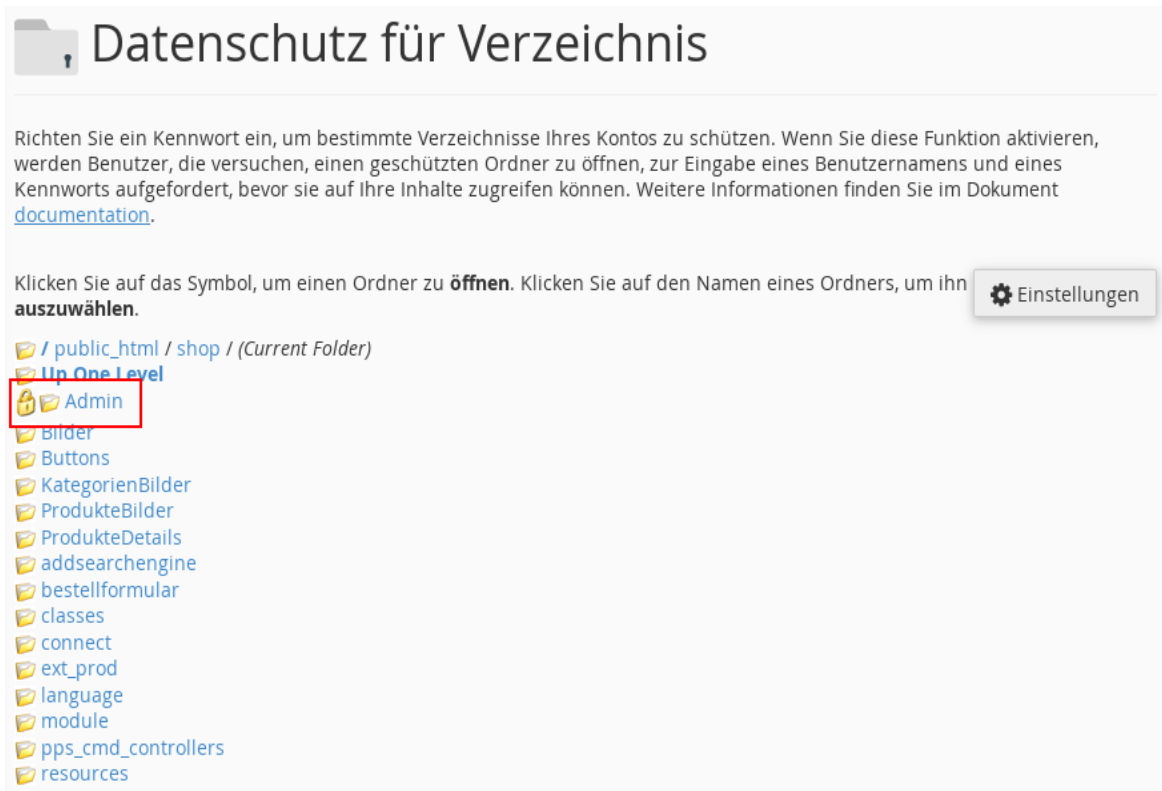 Datenschutz für Verzeichnis
Richten Sie ein Kennwort ein, um bestimmte Verzeichnisse Ihres Kontos zu schützen. Wenn Sie diese Funktion aktivieren,
werden Benutzer, die versuchen, einen geschützten Ordner zu öffnen, zur Eingabe eines Benutzernamens und eines
Kennworts aufgefordert, bevor sie auf Ihre Inhalte zugreifen können. Weitere Informationen finden Sie im Dokument
documentation.
Klicken Sie auf das Symbol, um einen Ordner zu öffnen. Klicken Sie auf den Namen eines Ordners, um ihn
auszuwählen.
Einstellungen
/ public_html / shop / (Current Folder)
Up One Level
Admin
Bilder
Buttons
KategorienBilder
ProdukteBilder
ProdukteDetails
addsearchengine
bestellformular
classes
connect
ext_prod
language
module
pps_cmd_controllers
resources